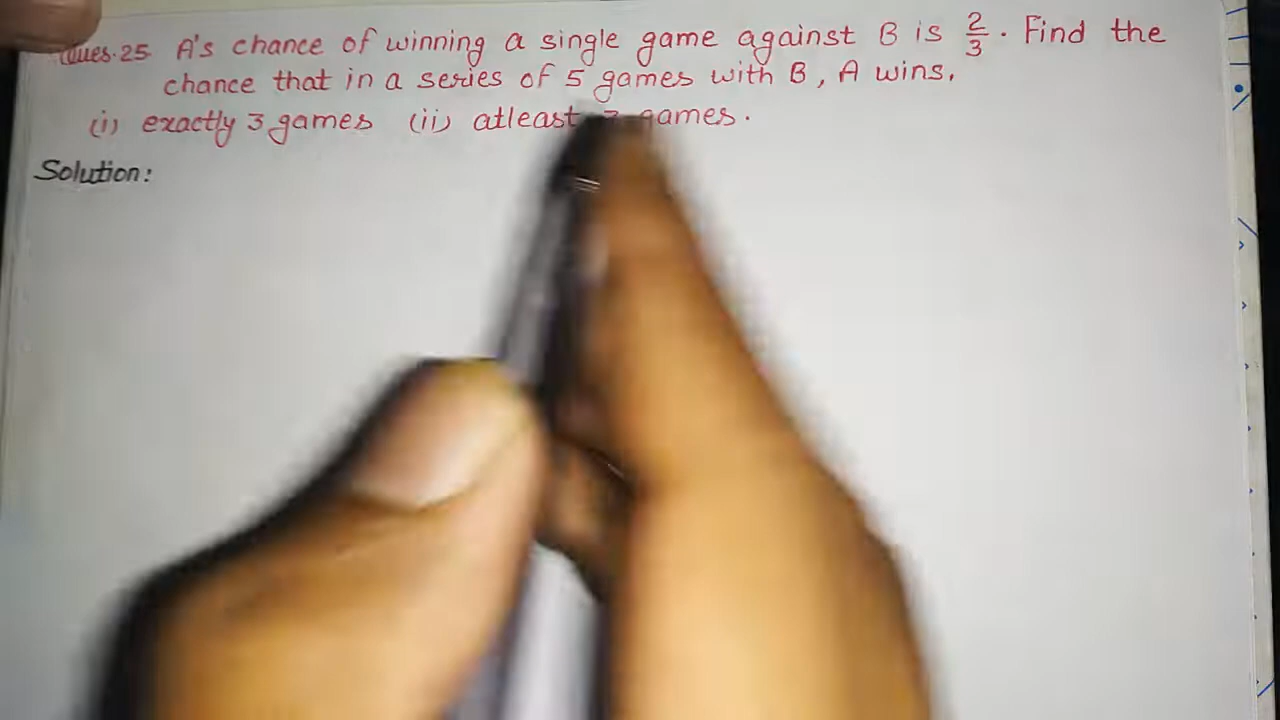 Ques.25 A's chance of winning a single game against B is 2/3. Find the
chance that in a series of 5 games with B, A wins,
(i) exactly 3 games (ii) atleast games.
Solution: